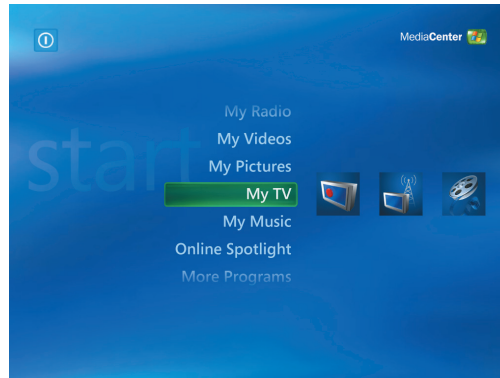 MediaCenter
start
My Radio
My Videos
My Pictures
My TV
My Music
Online Spotlight
More Programs